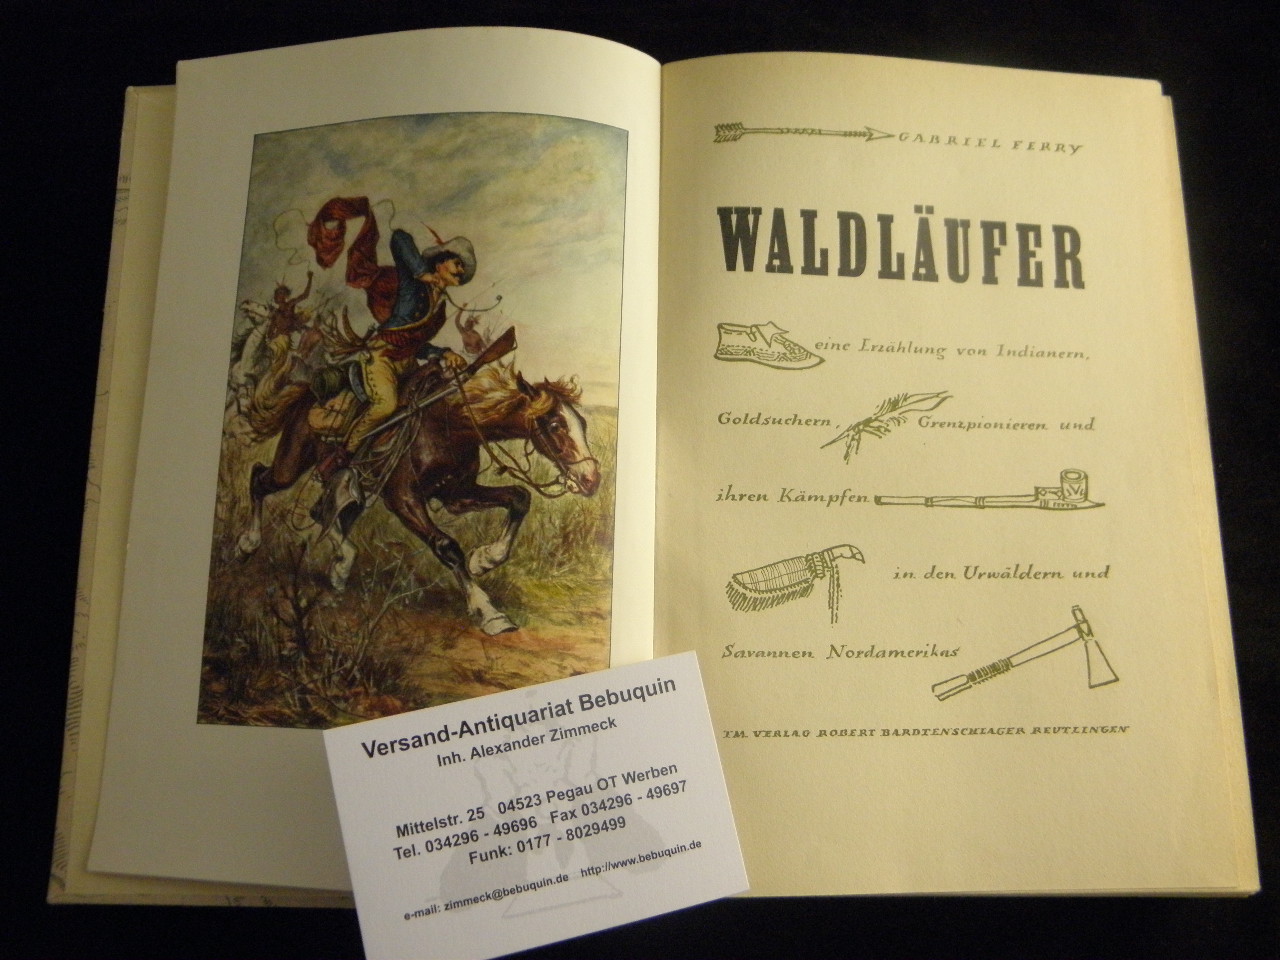 GABRIEL FERRY
WALDLÄUFER
eine Erzählung von Indianern,
Goldsuchern, Grenzpionieren und
ihren Kämpfen
in den Urwäldern und
Savannen Nordamerikas
IM VERLAG ROBERT BARDTENSCHLAGER REUTLINGEN
Versand-Antiquariat Bebuquin
Inh. Alexander Zimmeck
Mittelstr. 25 04523 Pegau OT Werben
Tel. 034296 - 49696 Fax 034296 - 49697
Funk: 0177 - 8029499
e-mail: zimmeck@bebuquin.de http://www.bebuquin.de